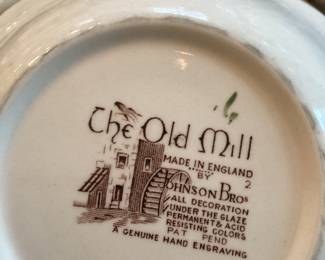 The Old Mill
MADE IN ENGLAND
BY 2
Johnson Bros
ALL DECORATION
UNDER THE GLAZE
PERMANENT & ACID
RESISTING COLORS
PAT PEND
A GENUINE HAND ENGRAVING